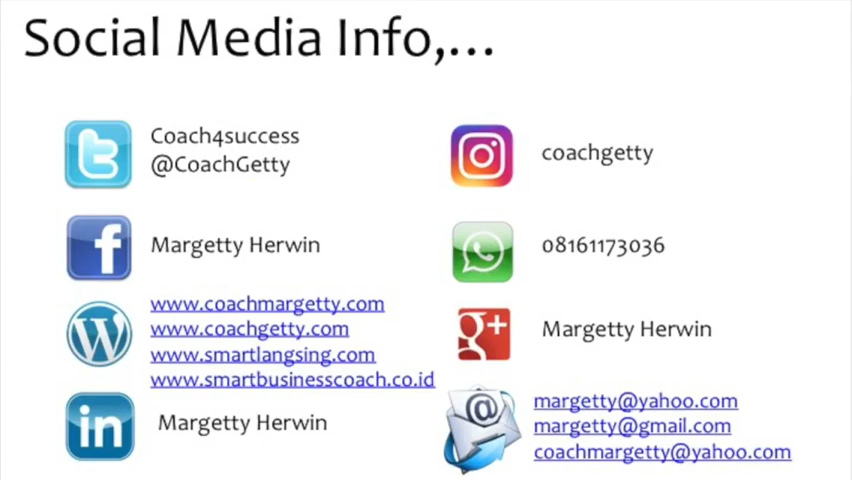 Social Media Info,...
Coach4success
@CoachGetty
Margetty Herwin
www.coachmargetty.com
www.coachgetty.com
www.smartlangsing.com
www.smartbusinesscoach.co.id
Margetty Herwin
coachgetty
08161173036
Margetty Herwin
margetty@yahoo.com
margetty@gmail.com
coachmargetty@yahoo.com